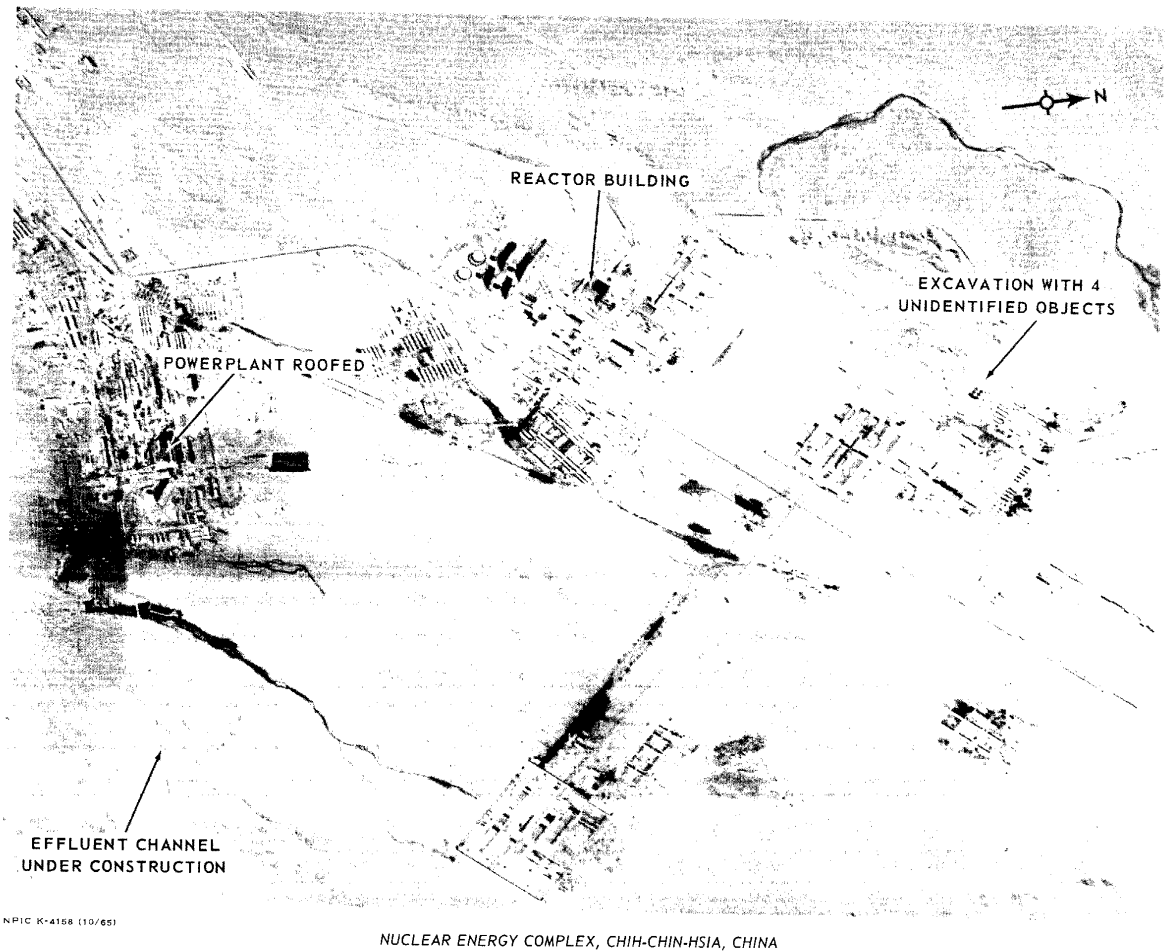 N
REACTOR BUILDING
EXCAVATION WITH 4
UNIDENTIFIED OBJECTS
POWERPLANT ROOFED
EFFLUENT CHANNEL
UNDER CONSTRUCTION
NPIC K-4158 (10/65)
NUCLEAR ENERGY COMPLEX, CHIH-CHIN-HSIA, CHINA